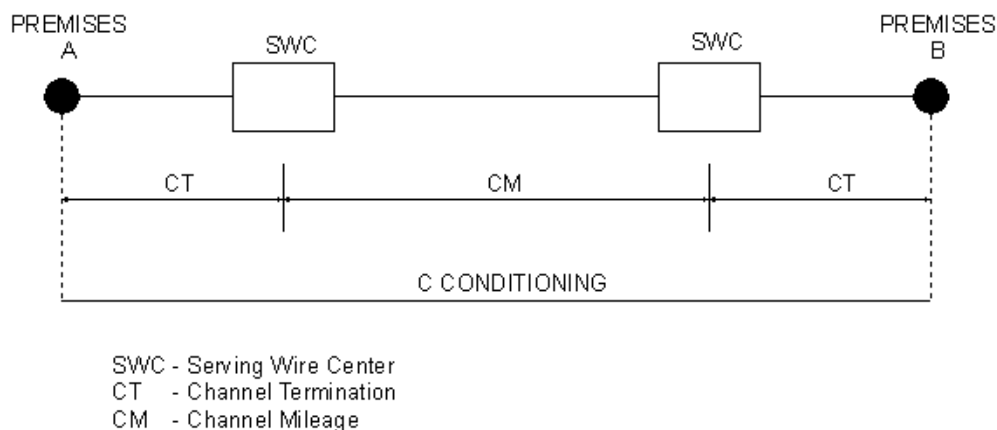 PREMISES
A
SWC
SWC
PREMISES
B
CT
CM
CT
C CONDITIONING
SWC - Serving Wire Center
CT - Channel Termination
CM - Channel Mileage